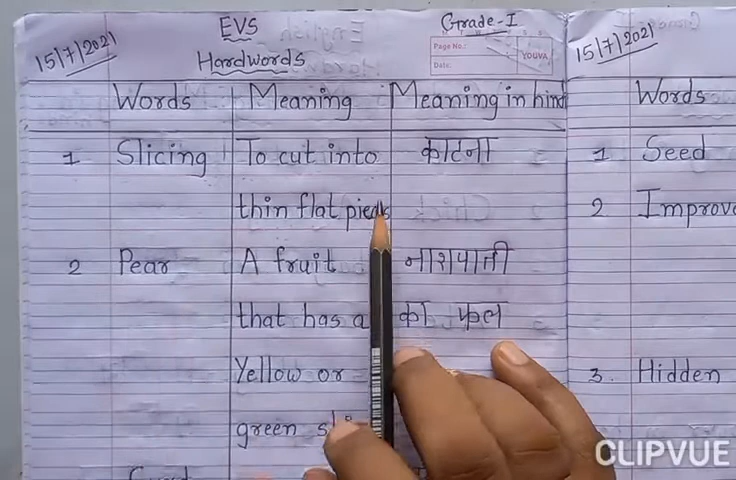 EVS
Grade-I
15/7/2021
Hardwords
Page No.:
Date:
YOUVA
Words Meaning Meaning in hind
1 Slicing To cut into काटना
thin flat
2 Pear A fruit नाशपाती
that has a का फल
Yellow or
green
15/7/2021
Words
1 Seed
2 Improve
3. Hidden
CLIPVUE